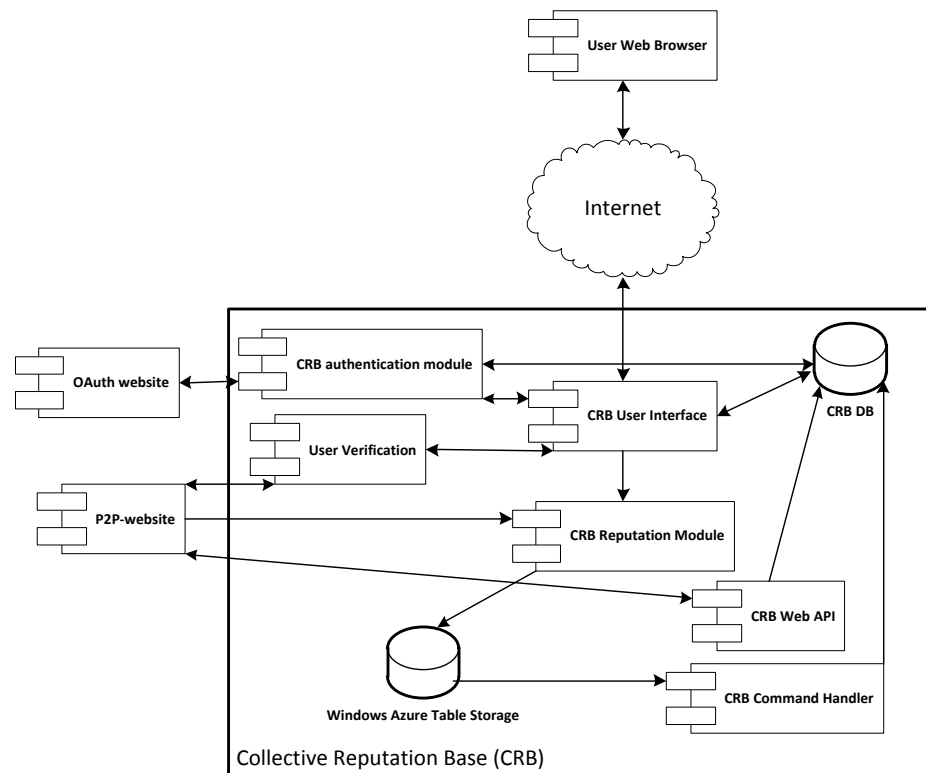 User Web Browser
Internet
CRB authentication module
OAuth website
CRB User Interface
CRB DB
User Verification
P2P-website
CRB Reputation Module
CRB Web API
CRB Command Handler
Windows Azure Table Storage
Collective Reputation Base (CRB)